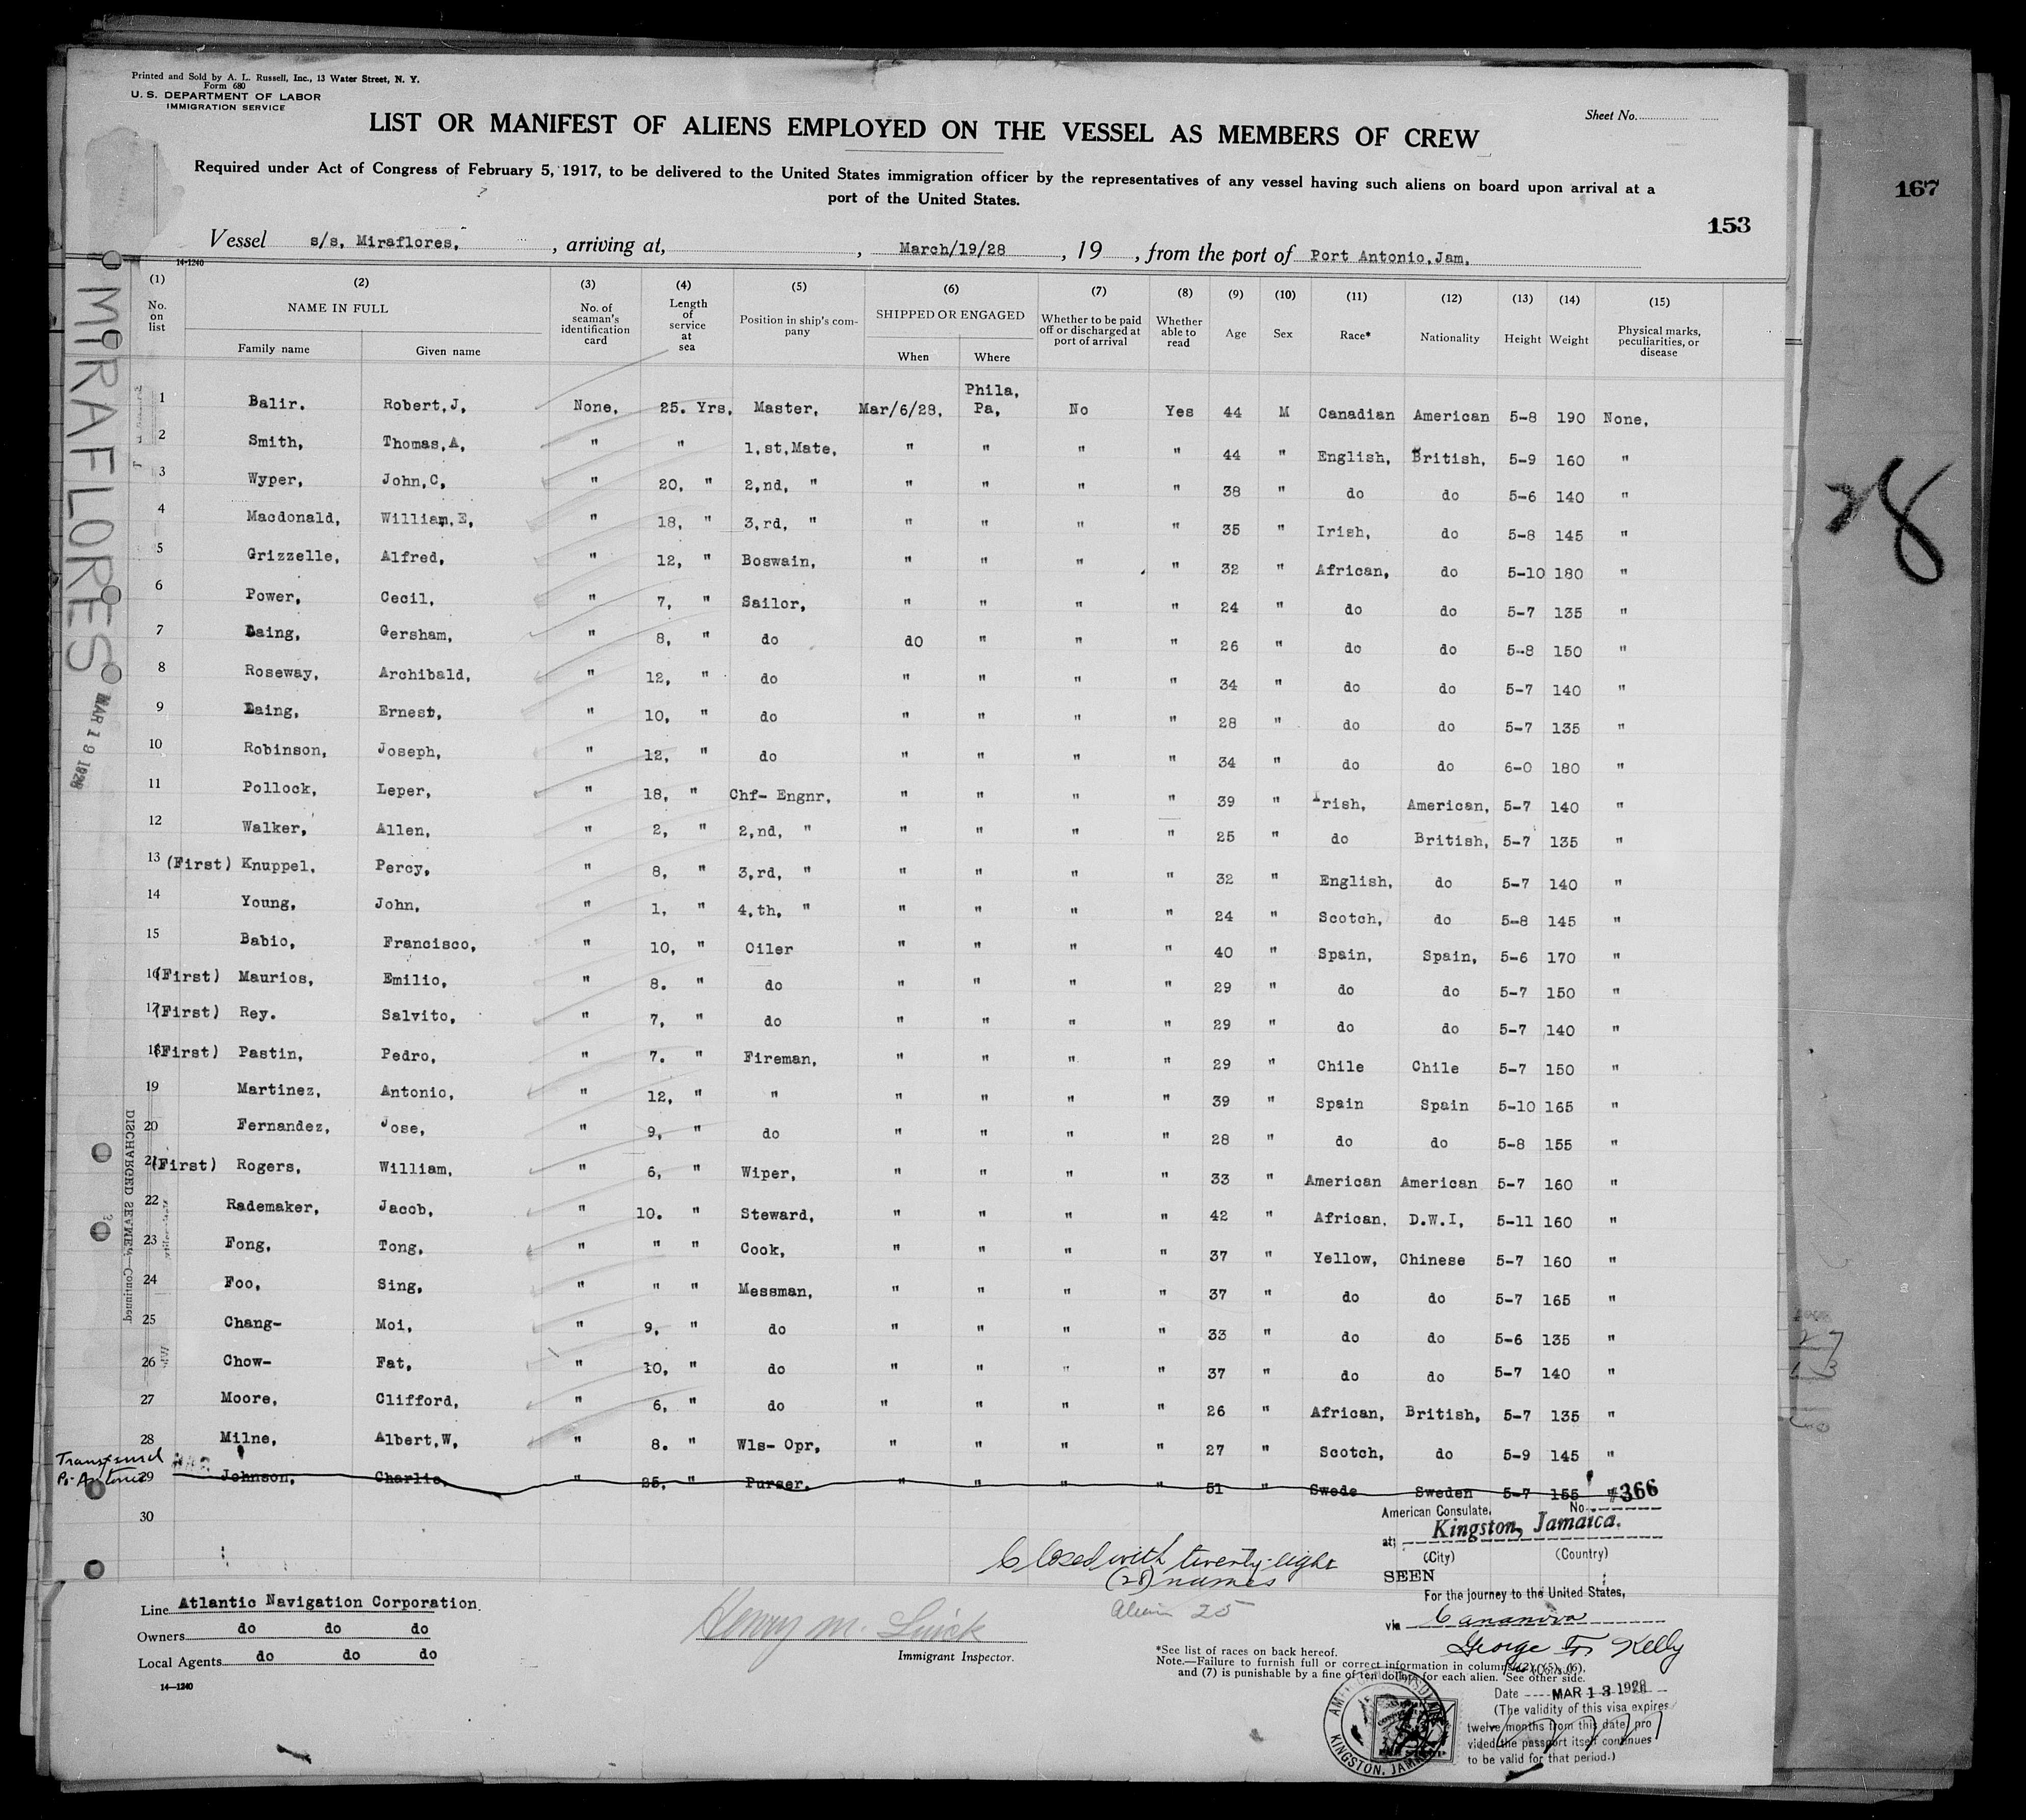 Printed and Sold by A. L. Russell, Inc., 13 Water Street, N. Y.
Form 680
U. S. DEPARTMENT OF LABOR
IMMIGRATION SERVICE
Sheet No.
LIST OR MANIFEST OF ALIENS EMPLOYED ON THE VESSEL AS MEMBERS OF CREW
Required under Act of Congress of February 5, 1917, to be delivered to the United States immigration officer by the representatives of any vessel having such aliens on board upon arrival at a
port of the United States.
167
153
Vessel s/s, Miraflores, , arriving at, , March/19/28 , 19 , from the port of Port Antonio, Jam,
14-1240
(1) No. on list (2) NAME IN FULL Family name Given name (3) No. of seaman's identification card (4) Length of service at sea (5) Position in ship's company (6) SHIPPED OR ENGAGED When Where (7) Whether to be paid off or discharged at port of arrival (8) Whether able to read (9) Age (10) Sex (11) Race* (12) Nationality (13) Height (14) Weight (15) Physical marks, peculiarities, or disease
1 Balir. Robert,J, None, 25. Yrs, Master, Mar/6/28, Phila, Pa, No Yes 44 M Canadian American 5-8 190 None,
2 Smith, Thomas,A, " " 1,st,Mate, " " " " 44 " English, British, 5-9 160 "
3 Wyper, John,C, " 20, " 2,nd, " " " " " 38 " do do 5-6 140 "
4 Macdonald, William,E, " 18, " 3,rd, " " " " " 35 " Irish, do 5-8 145 "
5 Grizzelle, Alfred, " 12, " Boswain, " " " " 32 " African, do 5-10 180 "
6 Power, Cecil, " 7, " Sailor, " " " " 24 " do do 5-7 135 "
7 Laing, Gersham, " 8, " do do " " " 26 " do do 5-8 150 "
8 Roseway, Archibald, " 12, " do " " " " 34 " do do 5-7 140 "
9 Laing, Ernest, " 10, " do " " " " 28 " do do 5-7 135 "
10 Robinson, Joseph, " 12, " do " " " " 34 " do do 6-0 180 "
11 Pollock, Leper, " 18, " Chf- Engnr, " " " " 39 " Irish, American, 5-7 140 "
12 Walker, Allen, " 2, " 2,nd, " " " " " 25 " do British, 5-7 135 "
13 (First) Knuppel, Percy, " 8, " 3,rd, " " " " " 32 " English, do 5-7 140 "
14 Young, John, " 1, " 4,th, " " " " " 24 " Scotch, do 5-8 145 "
15 Babio, Francisco, " 10, " Oiler " " " " 40 " Spain, Spain, 5-6 170 "
16 (First) Maurios, Emilio, " 8. " do " " " " 29 " do do 5-7 150 "
17 (First) Rey. Salvito, " 7, " do " " " " 29 " do do 5-7 140 "
18 (First) Pastin, Pedro, " 7. " Fireman, " " " " 29 " Chile Chile 5-7 150 "
19 Martinez, Antonio, " 12, " " " " " " 39 " Spain Spain 5-10 165 "
20 Fernandez, Jose, " 9, " do " " " " 28 " do do 5-8 155 "
21 (First) Rogers, William, " 6, " Wiper, " " " " 33 " American American 5-7 160 "
22 Rademaker, Jacob, " 10. " Steward, " " " " 42 " African, D.W.I, 5-11 160 "
23 Fong, Tong, " " " Cook, " " " " 37 " Yellow, Chinese 5-7 160 "
24 Foo, Sing, " " " Messman, " " " " 37 " do do 5-7 165 "
25 Chang- Moi, " 9, " do " " " " 33 " do do 5-6 135 "
26 Chow- Fat, " 10, " do " " " " 37 " do do 5-7 140 "
27 Moore, Clifford, " 6, " do " " " " 26 " African, British, 5-7 135 "
28 Milne, Albert,W, " 8. " Wls- Opr, " " " " 27 " Scotch, do 5-9 145 "
Transferred Pt. Antonio
29 Johnson, Charlie, " 25, " Purser, " " " " 51 " Swede Sweden 5-7 155 "
30
MIRAFLORES
MAR 19 1928
DISCHARGED SEAMEN—Continued
28
American Consulate, No. 7366
at; Kingston, Jamaica.
(City) (Country)
SEEN
For the journey to the United States,
via Cananova
George F. Kelly
Date MAR 13 1928
(The validity of this visa expires
twelve months from this date, pro
vided the passport itself continues
to be valid for that period.)
Closed with twenty-eight
(28) names
Alien 25
Line Atlantic Navigation Corporation.
Owners do do do
Local Agents do do do
14—1240
Henry M.
Immigrant Inspector.
*See list of races on back hereof.
Note.—Failure to furnish full or correct information in columns (2), (5), (6),
and (7) is punishable by a fine of ten dollars for each alien. See other side.
KINGSTON, JAMAICA